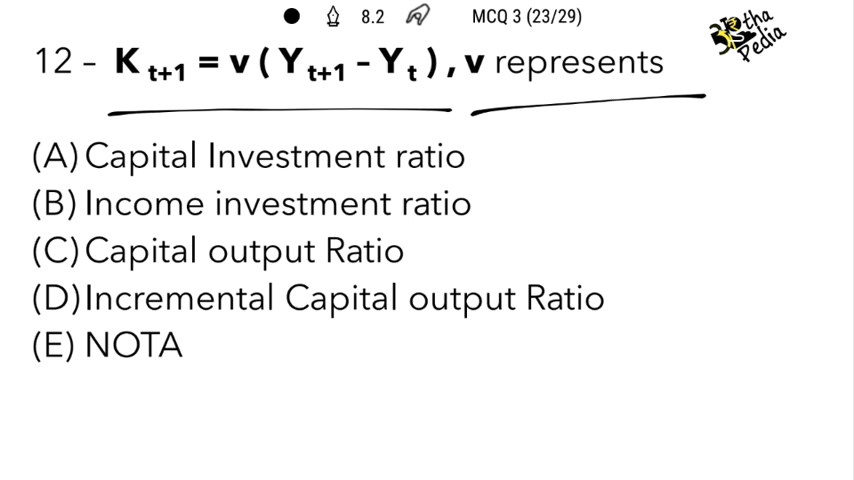 8.2 MCQ 3 (23/29)
12 - K t+1 = v ( Y t+1 - Y t ) , v represents
(A) Capital Investment ratio
(B) Income investment ratio
(C) Capital output Ratio
(D) Incremental Capital output Ratio
(E) NOTA